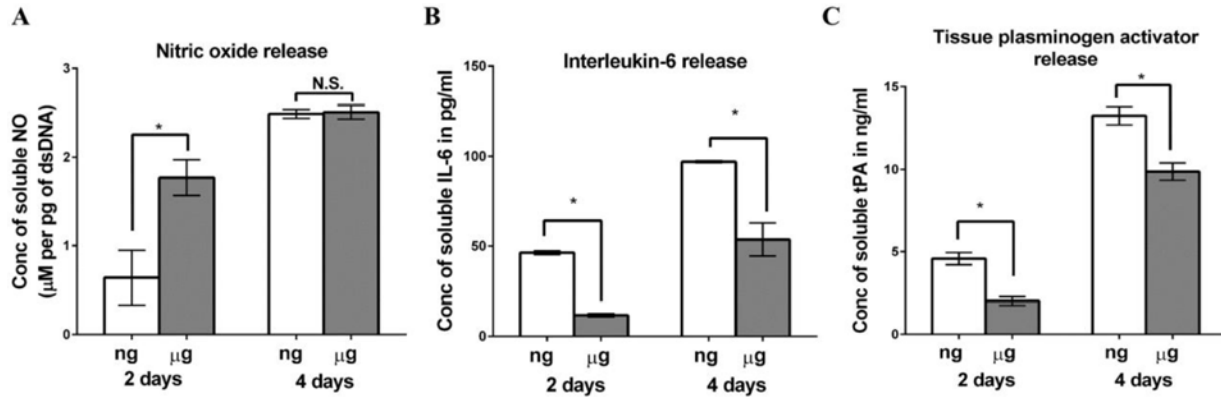 A
Nitric oxide release
Conc of soluble NO
(μM per pg of dsDNA)
3
2
1
0
*
N.S.
ng μg ng μg
2 days 4 days
B
Interleukin-6 release
Conc of soluble IL-6 in pg/ml
150
100
50
0
*
*
ng μg ng μg
2 days 4 days
C
Tissue plasminogen activator
release
Conc of soluble tPA in ng/ml
15
10
5
0
*
*
ng μg ng μg
2 days 4 days